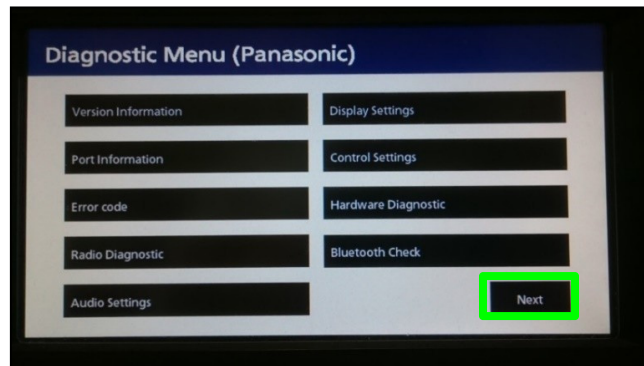 Diagnostic Menu (Panasonic)
Version Information
Display Settings
Port Information
Control Settings
Error code
Hardware Diagnostic
Radio Diagnostic
Bluetooth Check
Audio Settings
Next